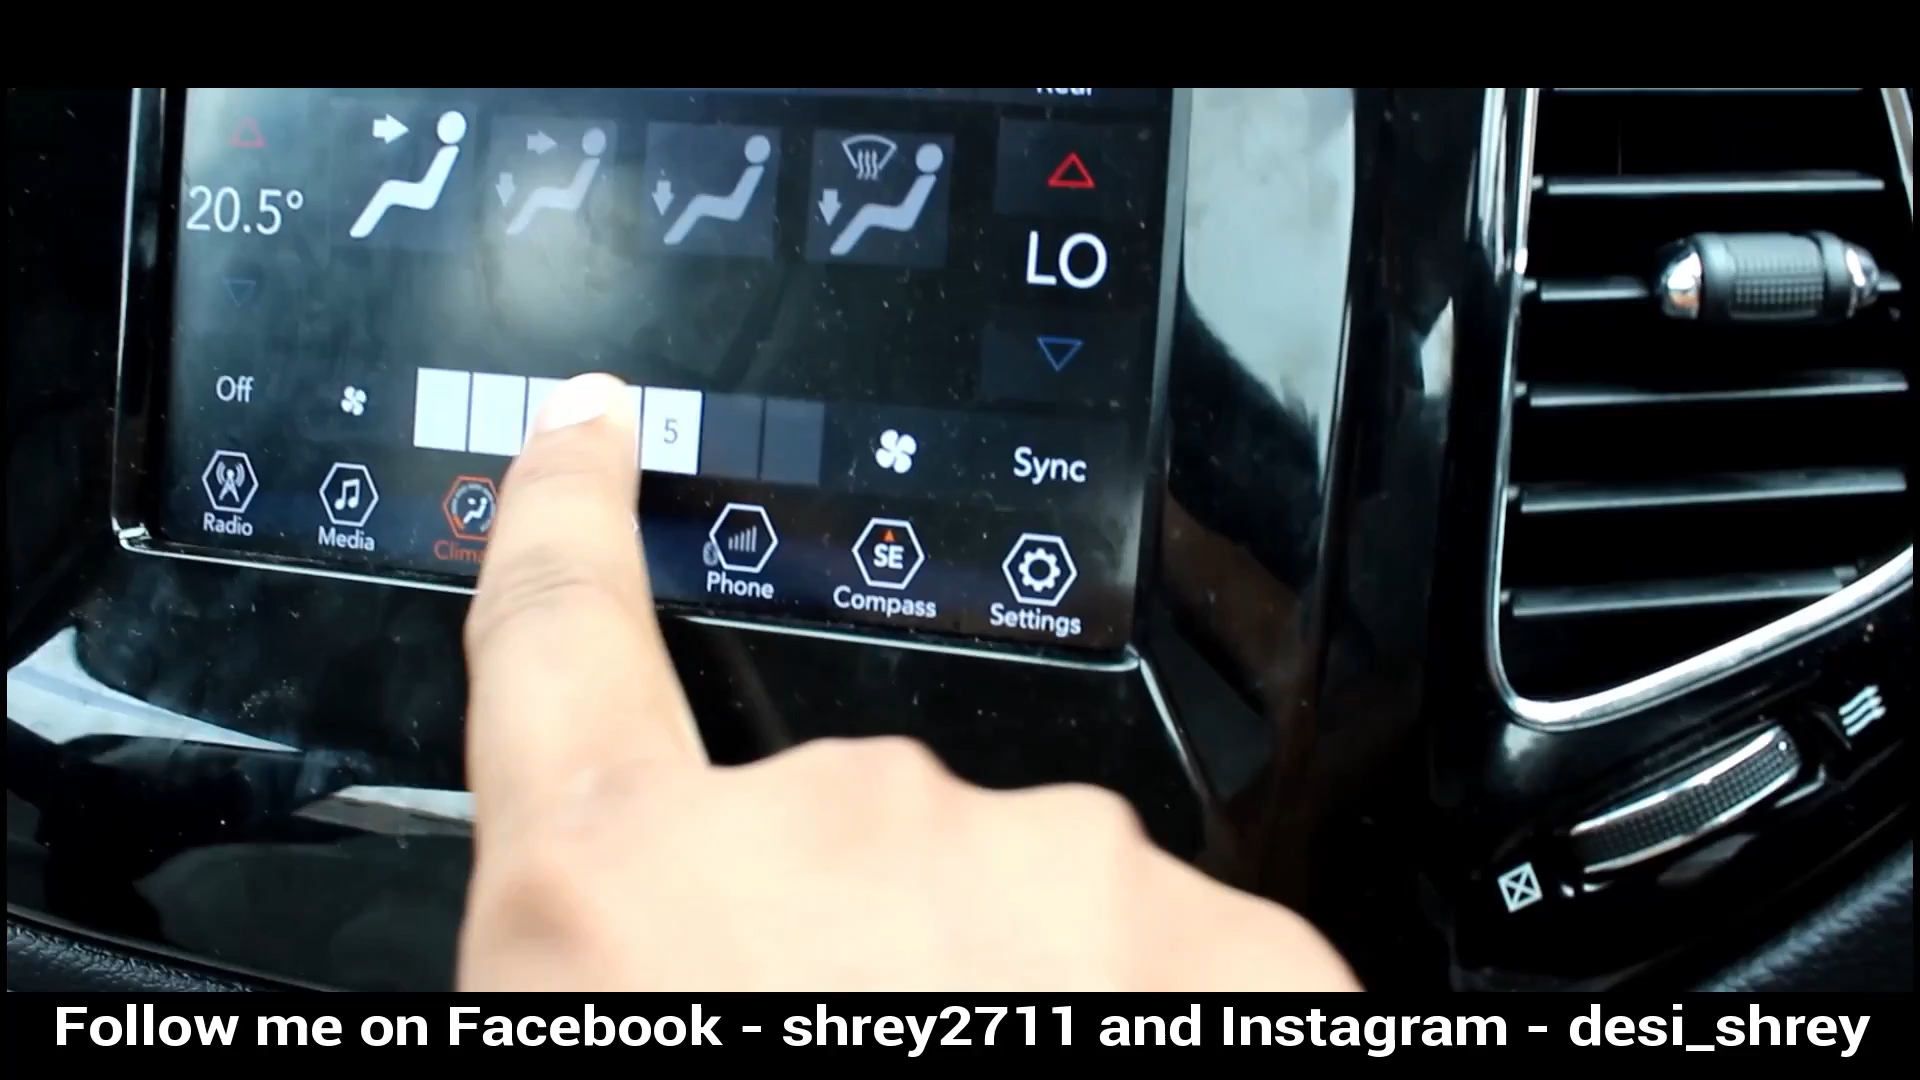 20.5°
LO
Off
5
Sync
Radio
Media
Phone
SE
Compass
Settings
Follow me on Facebook - shrey2711 and Instagram - desi_shrey